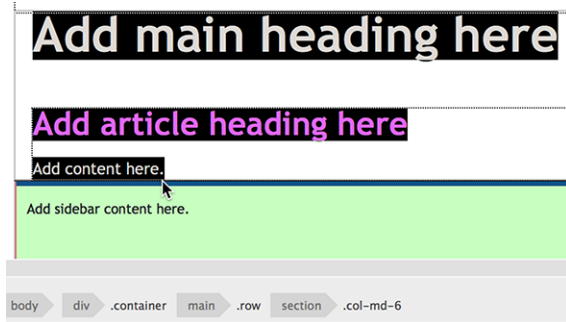 Add main heading here
Add article heading here
Add content here.
Add sidebar content here.
body div .container main .row section .col-md-6